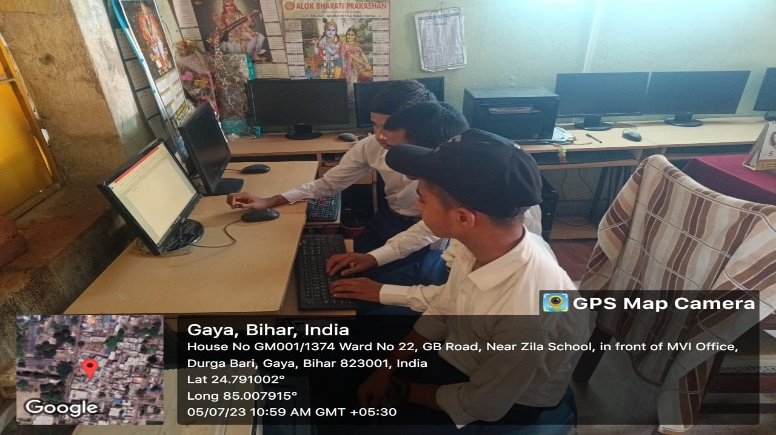 ALOK BHARATI PRAKASHAN
GPS Map Camera
Gaya, Bihar, India
House No GM001/1374 Ward No 22, GB Road, Near Zila School, in front of MVI Office,
Durga Bari, Gaya, Bihar 823001, India
Lat 24.791002°
Long 85.007915°
05/07/23 10:59 AM GMT +05:30
Google